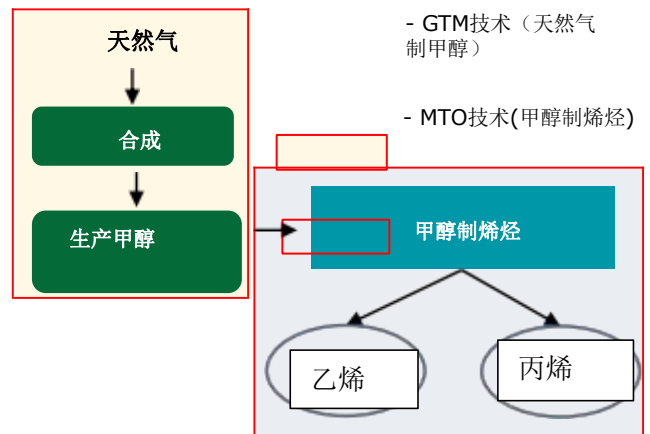 天然气
合成
生产甲醇
- GTM技术（天然气
制甲醇）
- MTO技术(甲醇制烯烃)
甲醇制烯烃
乙烯
丙烯